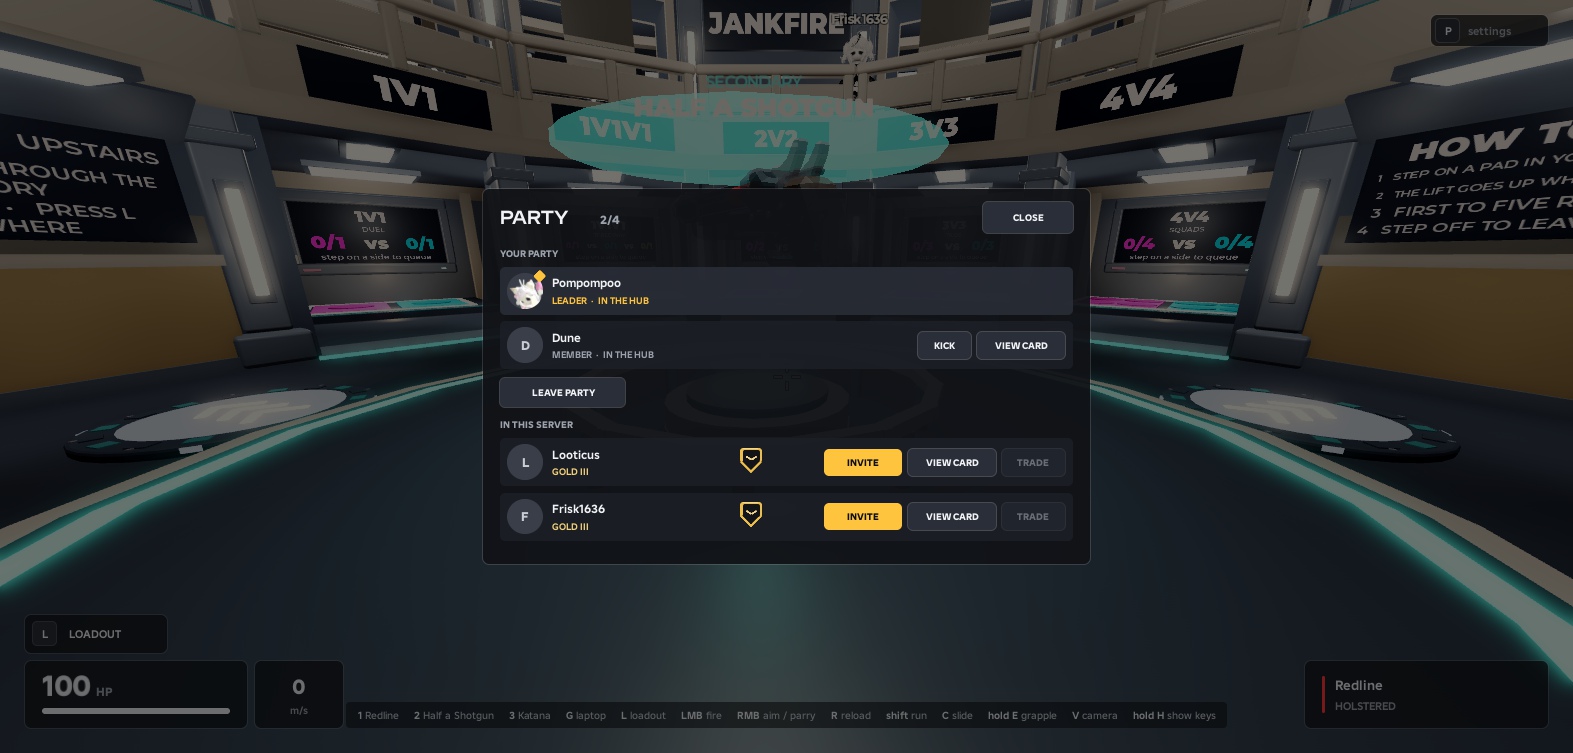 JANKFIRE
Frisk1636
P settings
1V1
4V4
SECONDARY
HALF A SHOTGUN
1V1V1
2V2
3V3
UPSTAIRS
HROUGH THE
ORY
· PRESS L
WHERE
HOW TO
1 STEP ON A PAD IN YO
2 THE LIFT GOES UP WH
3 FIRST TO FIVE R
4 STEP OFF TO LEAV
1V1
DUEL
0/1 VS 0/1
step on a side to queue
4V4
SQUADS
0/4 VS 0/4
step on a side to queue
PARTY 2/4
CLOSE
YOUR PARTY
Pompompoo
LEADER · IN THE HUB
D
Dune
MEMBER · IN THE HUB
KICK
VIEW CARD
LEAVE PARTY
IN THIS SERVER
L
Looticus
GOLD III
INVITE
VIEW CARD
TRADE
F
Frisk1636
GOLD III
INVITE
VIEW CARD
TRADE
L LOADOUT
100 HP
0
m/s
1 Redline 2 Half a Shotgun 3 Katana G laptop L loadout LMB fire RMB aim / parry R reload shift run C slide hold E grapple V camera hold H show keys
Redline
HOLSTERED